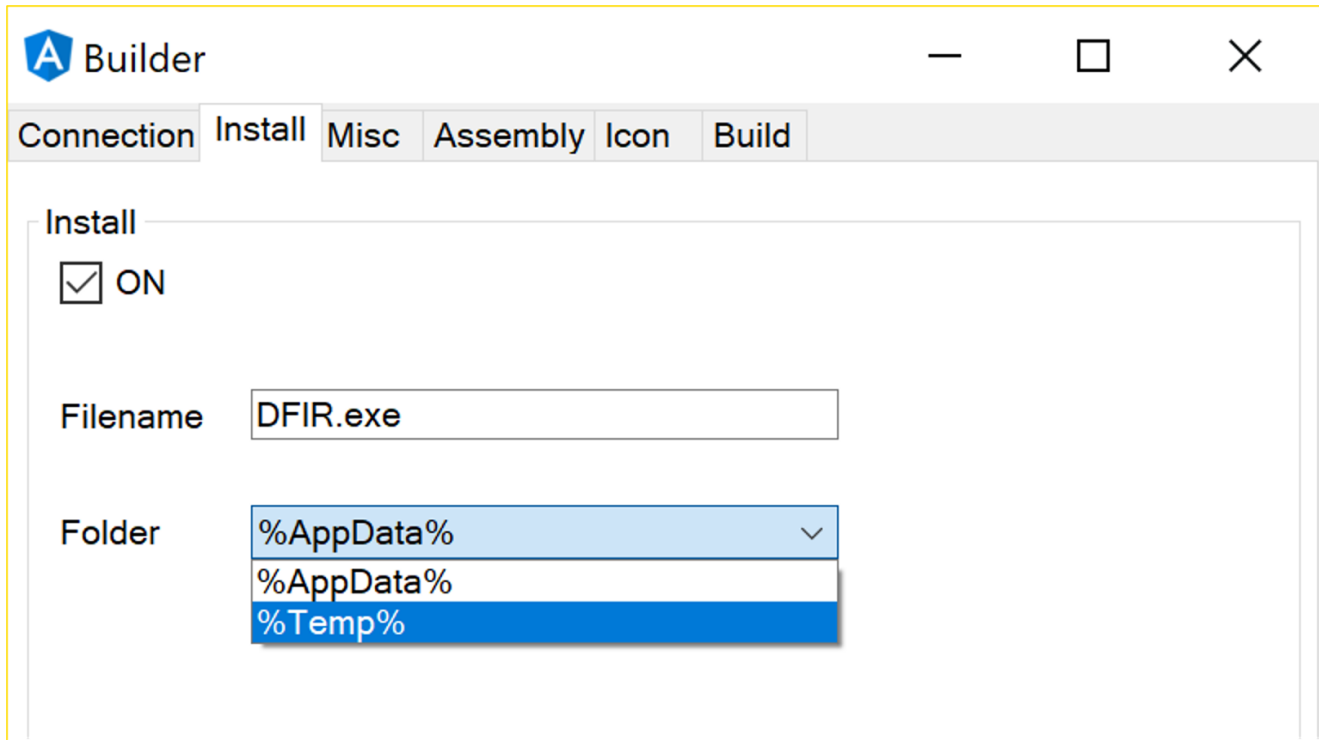 Builder
Connection Install Misc Assembly Icon Build
Install
ON
Filename DFIR.exe
Folder %AppData%
%AppData%
%Temp%